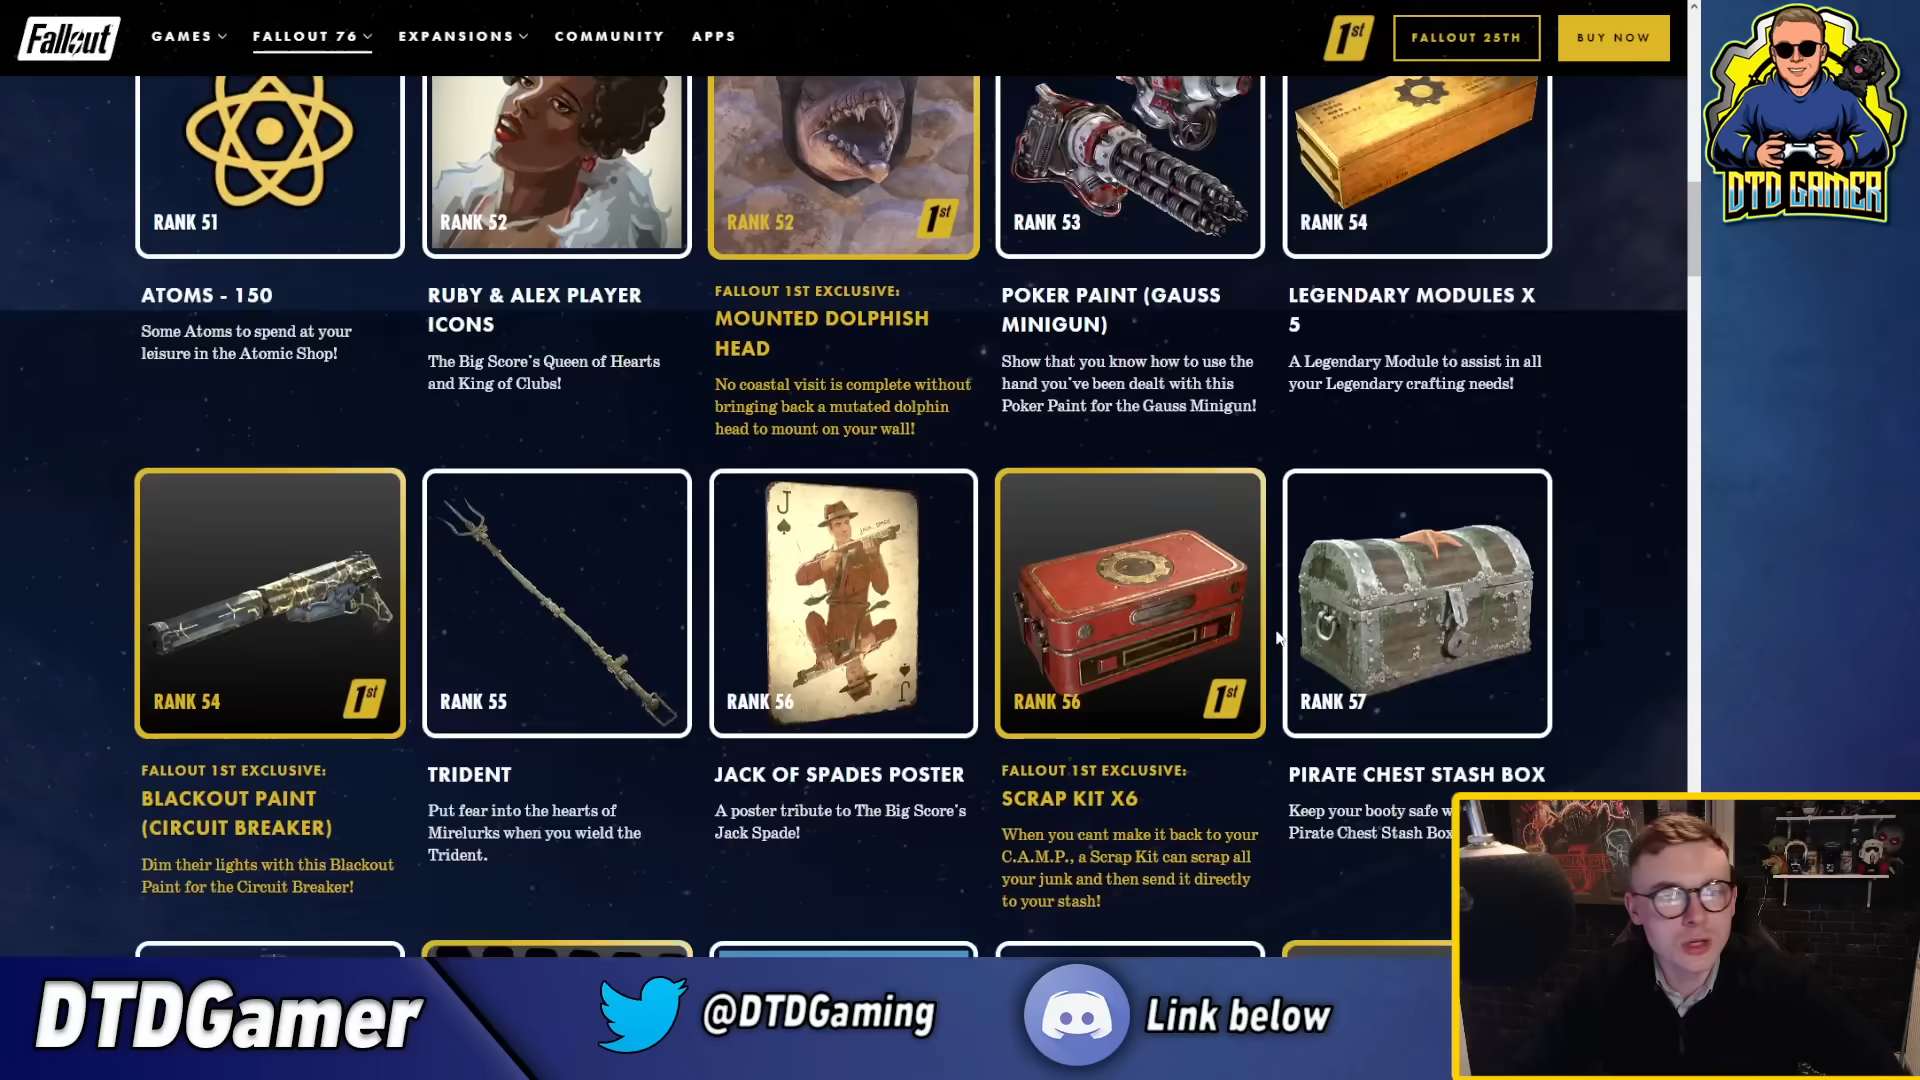 Fallout
GAMES
FALLOUT 76
EXPANSIONS
COMMUNITY
APPS
1st
FALLOUT 25TH
BUY NOW
DTD GAMER
RANK 51
RANK 52
RANK 52
1st
RANK 53
RANK 54
ATOMS - 150
Some Atoms to spend at your
leisure in the Atomic Shop!
RUBY & ALEX PLAYER
ICONS
The Big Score's Queen of Hearts
and King of Clubs!
FALLOUT 1ST EXCLUSIVE:
MOUNTED DOLPHISH
HEAD
No coastal visit is complete without
bringing back a mutated dolphin
head to mount on your wall!
POKER PAINT (GAUSS
MINIGUN)
Show that you know how to use the
hand you've been dealt with this
Poker Paint for the Gauss Minigun!
LEGENDARY MODULES X
5
A Legendary Module to assist in all
your Legendary crafting needs!
RANK 54
1st
RANK 55
J
JACK SPADE
J
RANK 56
RANK 56
1st
RANK 57
FALLOUT 1ST EXCLUSIVE:
BLACKOUT PAINT
(CIRCUIT BREAKER)
Dim their lights with this Blackout
Paint for the Circuit Breaker!
TRIDENT
Put fear into the hearts of
Mirelurks when you wield the
Trident.
JACK OF SPADES POSTER
A poster tribute to The Big Score's
Jack Spade!
FALLOUT 1ST EXCLUSIVE:
SCRAP KIT X6
When you cant make it back to your
C.A.M.P., a Scrap Kit can scrap all
your junk and then send it directly
to your stash!
PIRATE CHEST STASH BOX
Keep your booty safe w
Pirate Chest Stash Box
DTDGamer
@DTDGaming
Link below